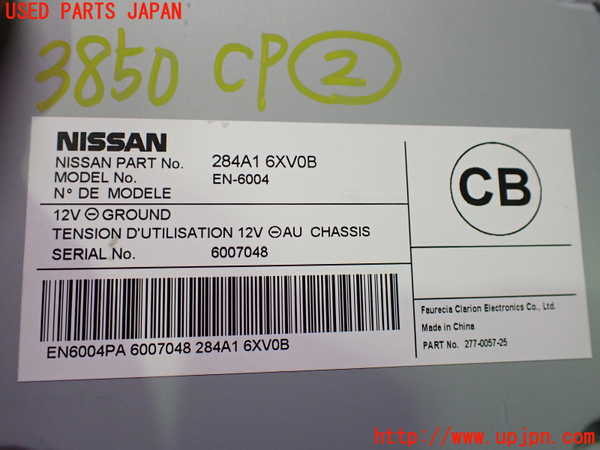 USED PARTS JAPAN
3850 CP 2
NISSAN
NISSAN PART No. 284A1 6XV0B
MODEL No. EN-6004
N° DE MODELE
12V ⊖ GROUND
TENSION D'UTILISATION 12V ⊖ AU CHASSIS
SERIAL No. 6007048
EN6004PA 6007048 284A1 6XV0B
CB
Faurecia Clarion Electronics Co., Ltd.
Made in China
PART No. 277-0057-25
http://www.upjpn.com/